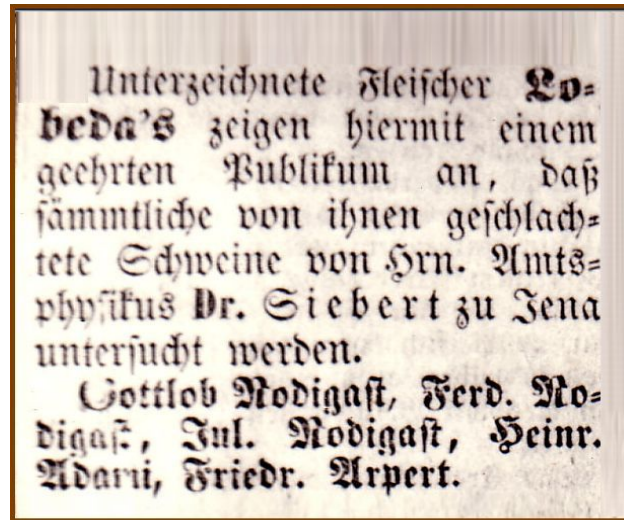 Unterzeichnete Fleischer Lo-
beda's zeigen hiermit einem
geehrten Publikum an, daß
sämmtliche von ihnen geschlach-
tete Schweine von Hrn. Amts-
physikus Dr. Siebert zu Jena
untersucht werden.
Gottlob Rodigast, Ferd. Ro-
digast, Jul. Rodigast, Heinr.
Adami, Friedr. Arpert.